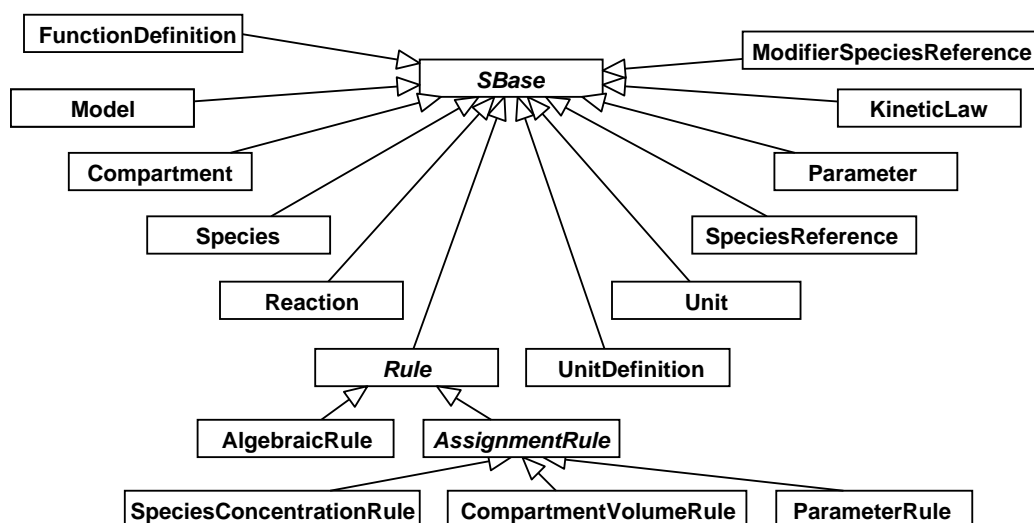 FunctionDefinition
ModifierSpeciesReference
SBase
Model
KineticLaw
Compartment
Parameter
Species
SpeciesReference
Reaction
Unit
Rule
UnitDefinition
AlgebraicRule
AssignmentRule
SpeciesConcentrationRule
CompartmentVolumeRule
ParameterRule